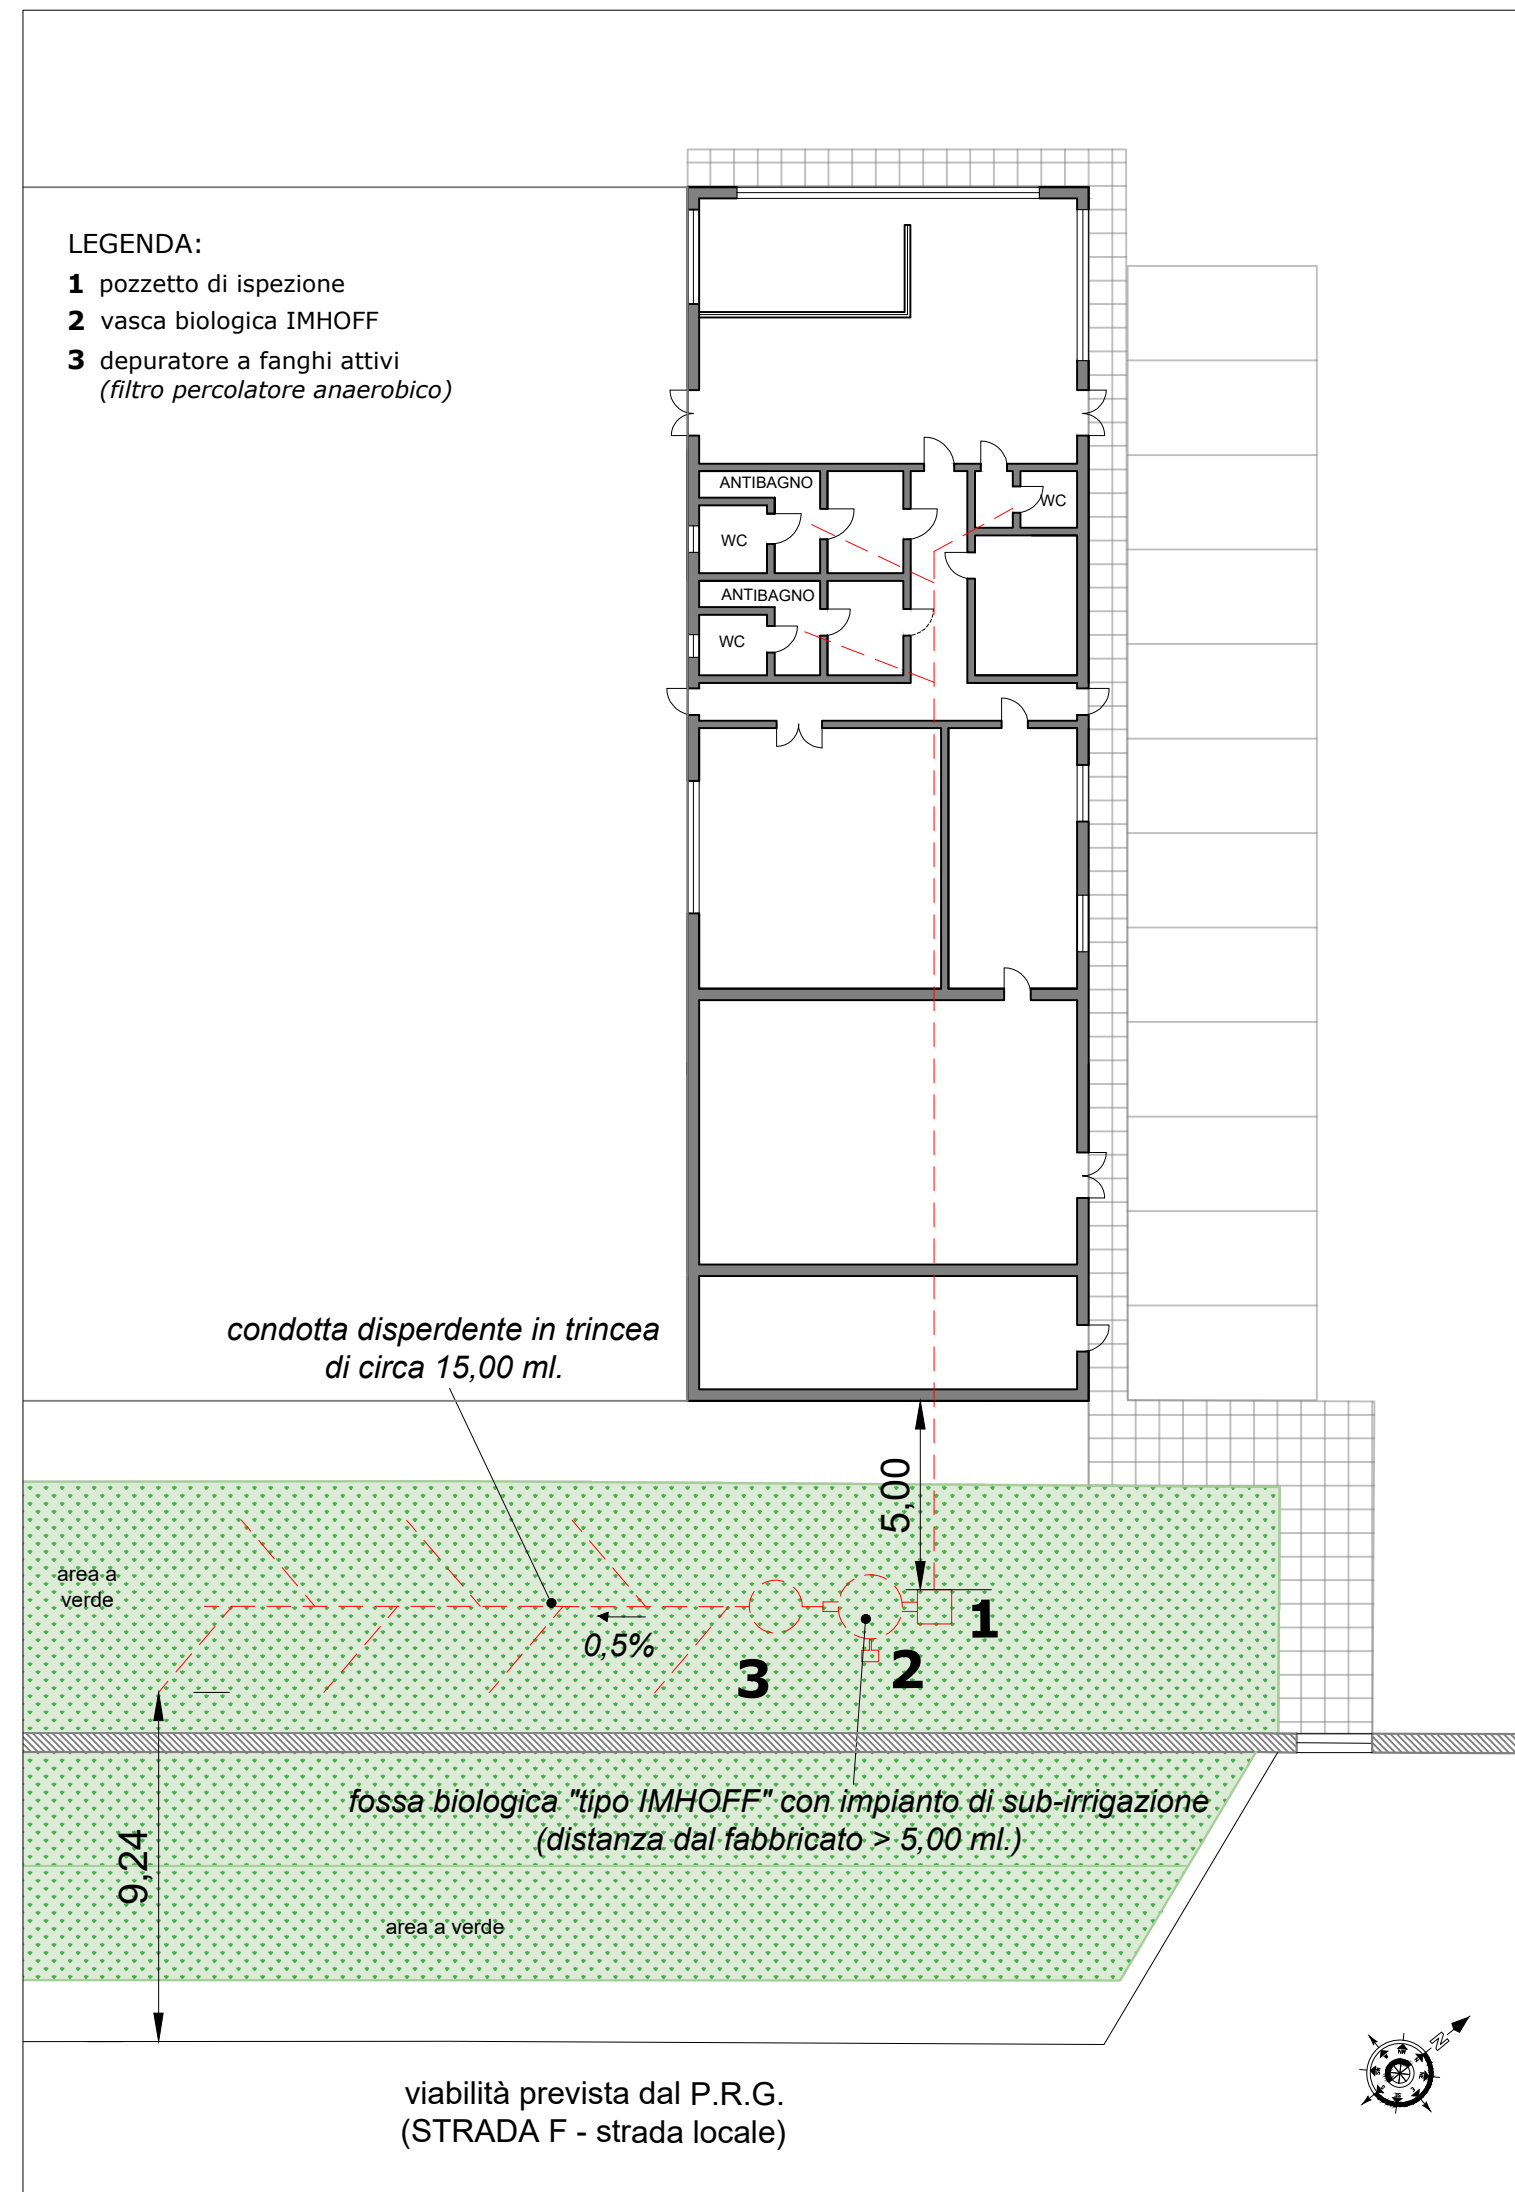 LEGENDA:
1 pozzetto di ispezione
2 vasca biologica IMHOFF
3 depuratore a fanghi attivi
(filtro percolatore anaerobico)
ANTIBAGNO
WC
WC
ANTIBAGNO
WC
condotta disperdente in trincea
di circa 15,00 ml.
5,00
area a
verde
0,5%
1
2
3
fossa biologica "tipo IMHOFF" con impianto di sub-irrigazione
(distanza dal fabbricato > 5,00 ml.)
9,24
area a verde
N
viabilità prevista dal P.R.G.
(STRADA F - strada locale)